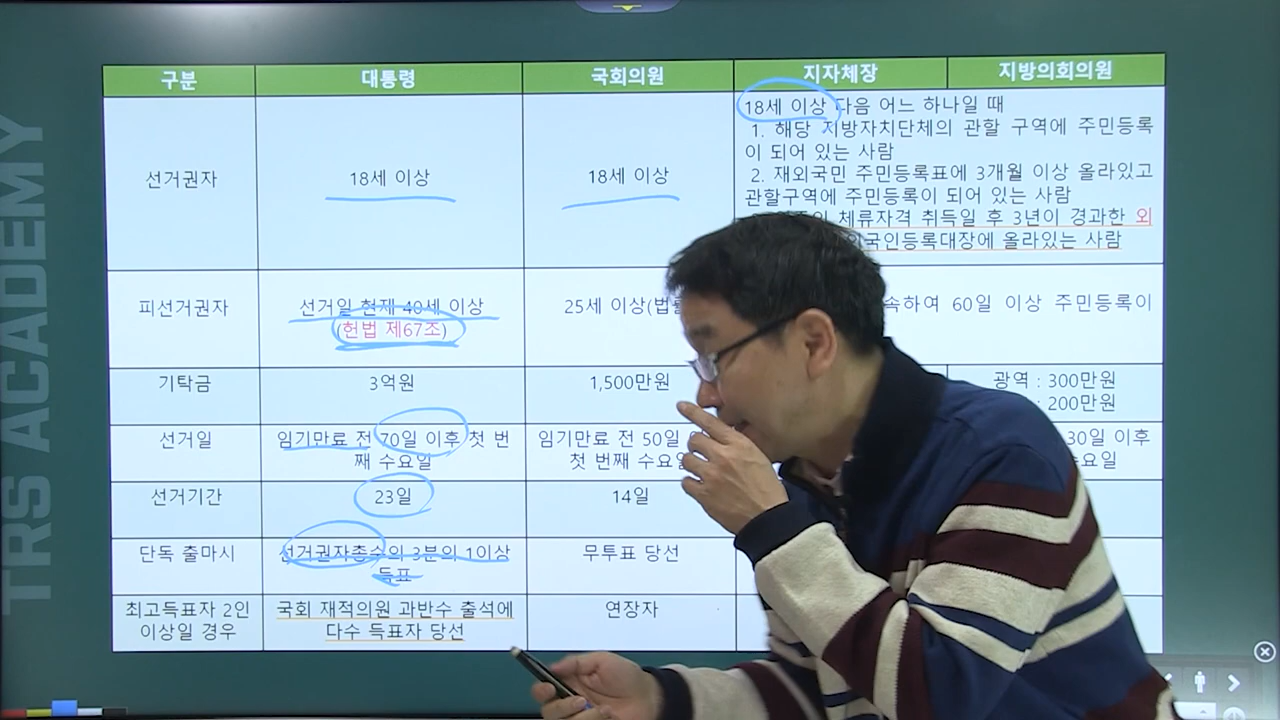 TRS ACADEMY
구분 대통령 국회의원 지자체장 지방의회의원
선거권자 18세 이상 18세 이상
18세 이상 다음 어느 하나일 때
1. 해당 지방자치단체의 관할 구역에 주민등록
이 되어 있는 사람
2. 재외국민 주민등록표에 3개월 이상 올라있고
관할구역에 주민등록이 되어 있는 사람
체류자격 취득일 후 3년이 경과한 외
국인등록대장에 올라있는 사람
피선거권자 선거일 현재 40세 이상
(헌법 제67조)
25세 이상
속하여 60일 이상 주민등록이
기탁금 3억원 1,500만원 광역 : 300만원
: 200만원
선거일 임기만료 전 70일 이후 첫 번
째 수요일
임기만료 전 50일
첫 번째 수요일
30일 이후
요일
선거기간 23일 14일
단독 출마시 선거권자총수의 3분의 1이상
득표
무투표 당선
최고득표자 2인
이상일 경우
국회 재적의원 과반수 출석에
다수 득표자 당선
연장자